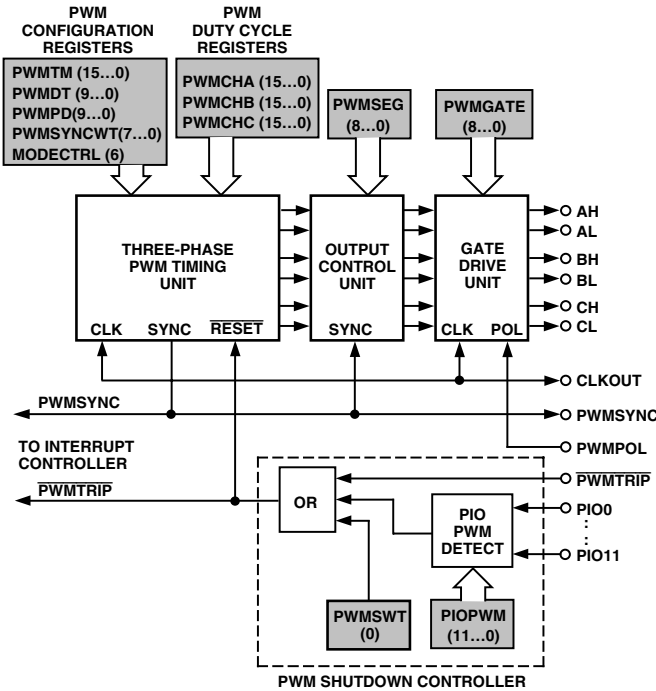 PWM
CONFIGURATION
REGISTERS
PWM
DUTY CYCLE
REGISTERS
PWMTM (15...0)
PWMDT (9...0)
PWMPD(9...0)
PWMSYNCWT(7...0)
MODECTRL (6)
PWMCHA (15...0)
PWMCHB (15...0)
PWMCHC (15...0)
PWMSEG
(8...0)
PWMGATE
(8...0)
THREE-PHASE
PWM TIMING
UNIT
CLK SYNC RESET
OUTPUT
CONTROL
UNIT
SYNC
GATE
DRIVE
UNIT
CLK POL
AH
AL
BH
BL
CH
CL
CLKOUT
PWMSYNC
PWMSYNC
PWMPOL
TO INTERRUPT
CONTROLLER
PWMTRIP
PWMTRIP
OR
PIO
PWM
DETECT
PIO0
PIO11
PWMSWT
(0)
PIOPWM
(11...0)
PWM SHUTDOWN CONTROLLER